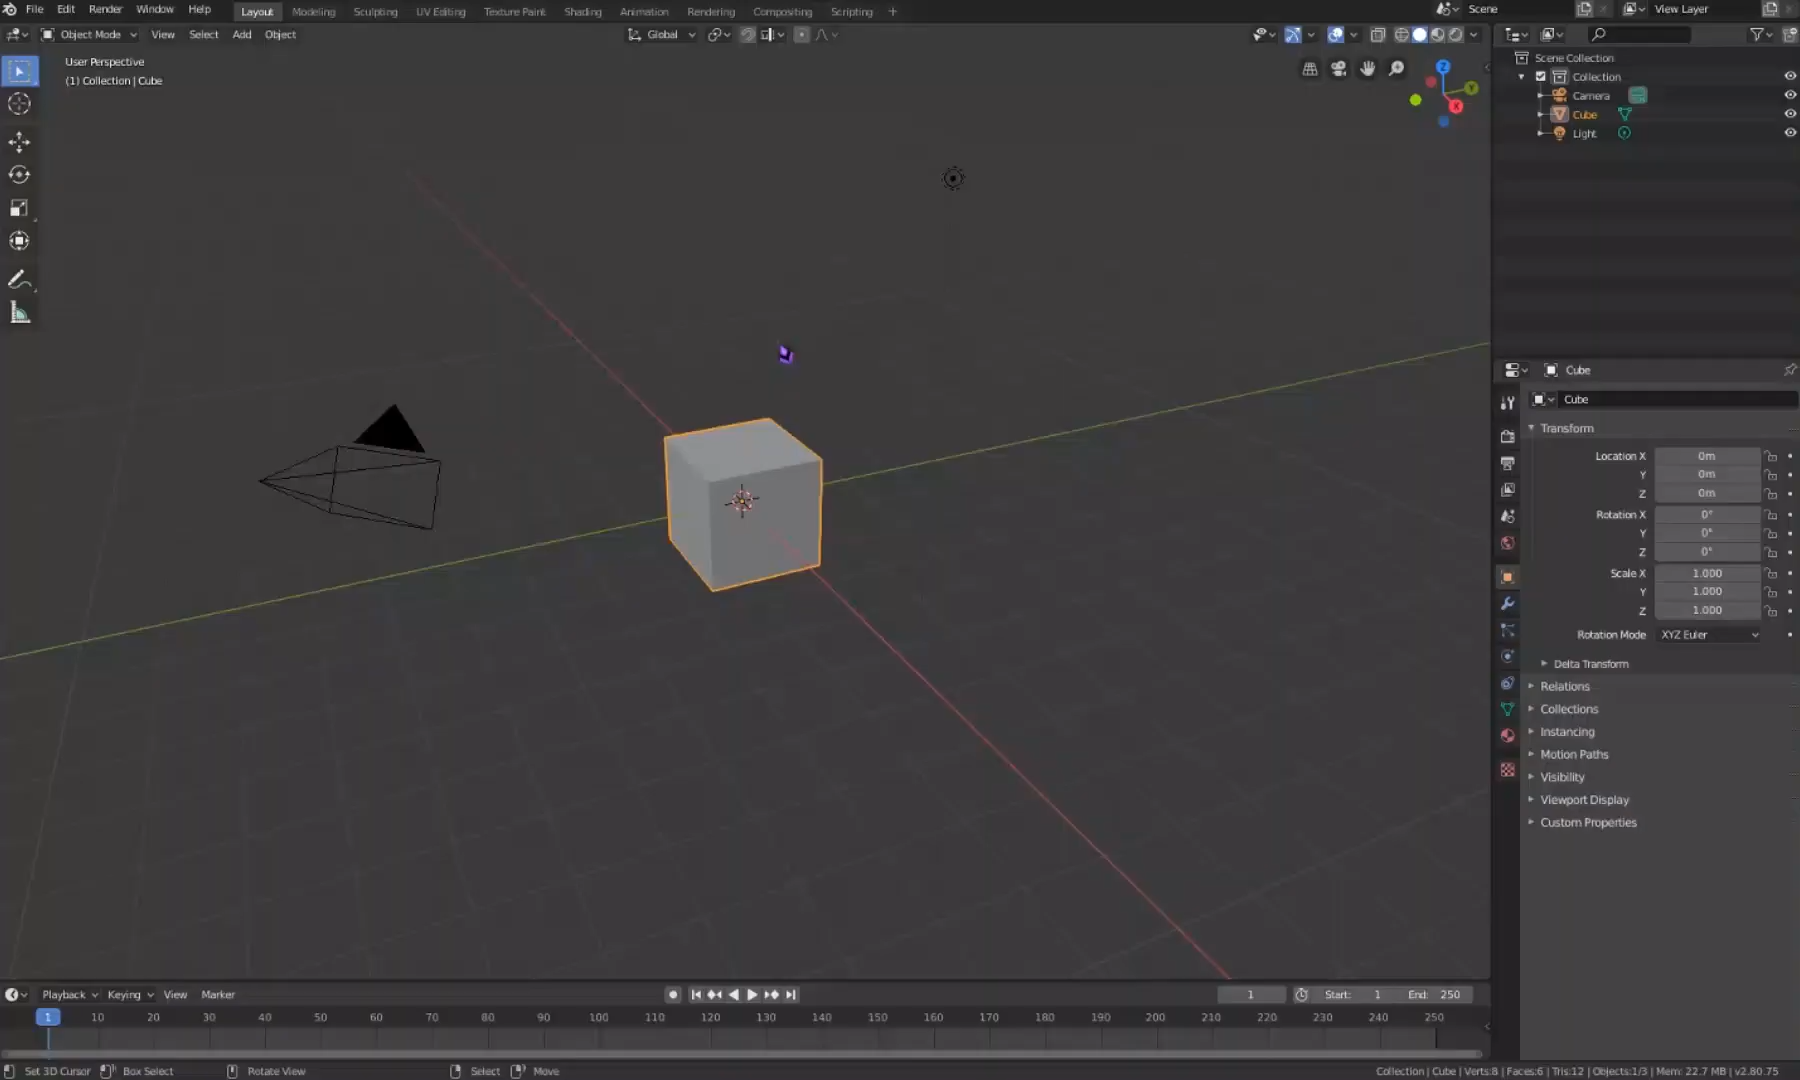 File Edit Render Window Help Layout Modeling Sculpting UV Editing Texture Paint Shading Animation Rendering Compositing Scripting + Scene View Layer
Object Mode View Select Add Object Global
User Perspective
(1) Collection | Cube
Z
Y
X
Scene Collection
Collection
Camera
Cube
Light
Cube
Cube
Transform
Location X 0m
Y 0m
Z 0m
Rotation X 0°
Y 0°
Z 0°
Scale X 1.000
Y 1.000
Z 1.000
Rotation Mode XYZ Euler
Delta Transform
Relations
Collections
Instancing
Motion Paths
Visibility
Viewport Display
Custom Properties
Playback Keying View Marker 1 Start: 1 End: 250
1 10 20 30 40 50 60 70 80 90 100 110 120 130 140 150 160 170 180 190 200 210 220 230 240 250
Set 3D Cursor Box Select Rotate View Select Move Collection | Cube | Verts:8 | Faces:6 | Tris:12 | Objects:1/3 | Mem: 22.7 MB | v2.80.75